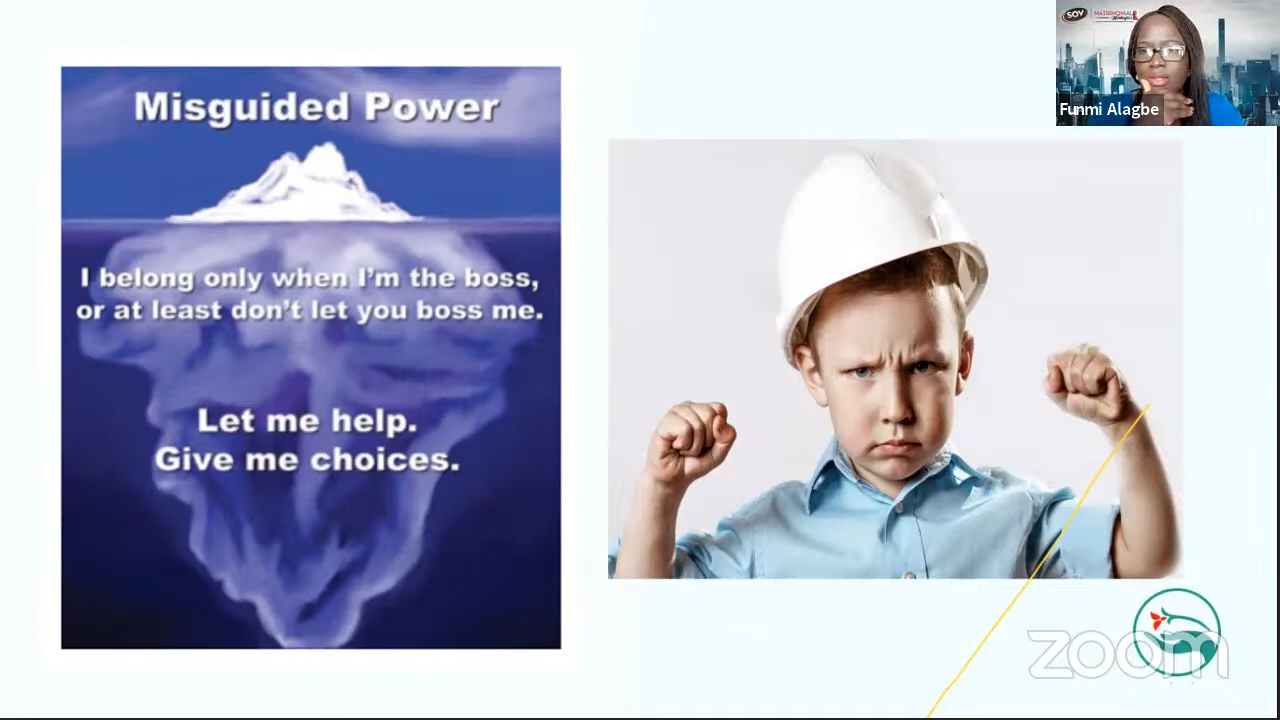 Misguided Power
I belong only when I'm the boss,
or at least don't let you boss me.
Let me help.
Give me choices.
SOV
MATRIMONIAL
Funmi Alagbe
zoom